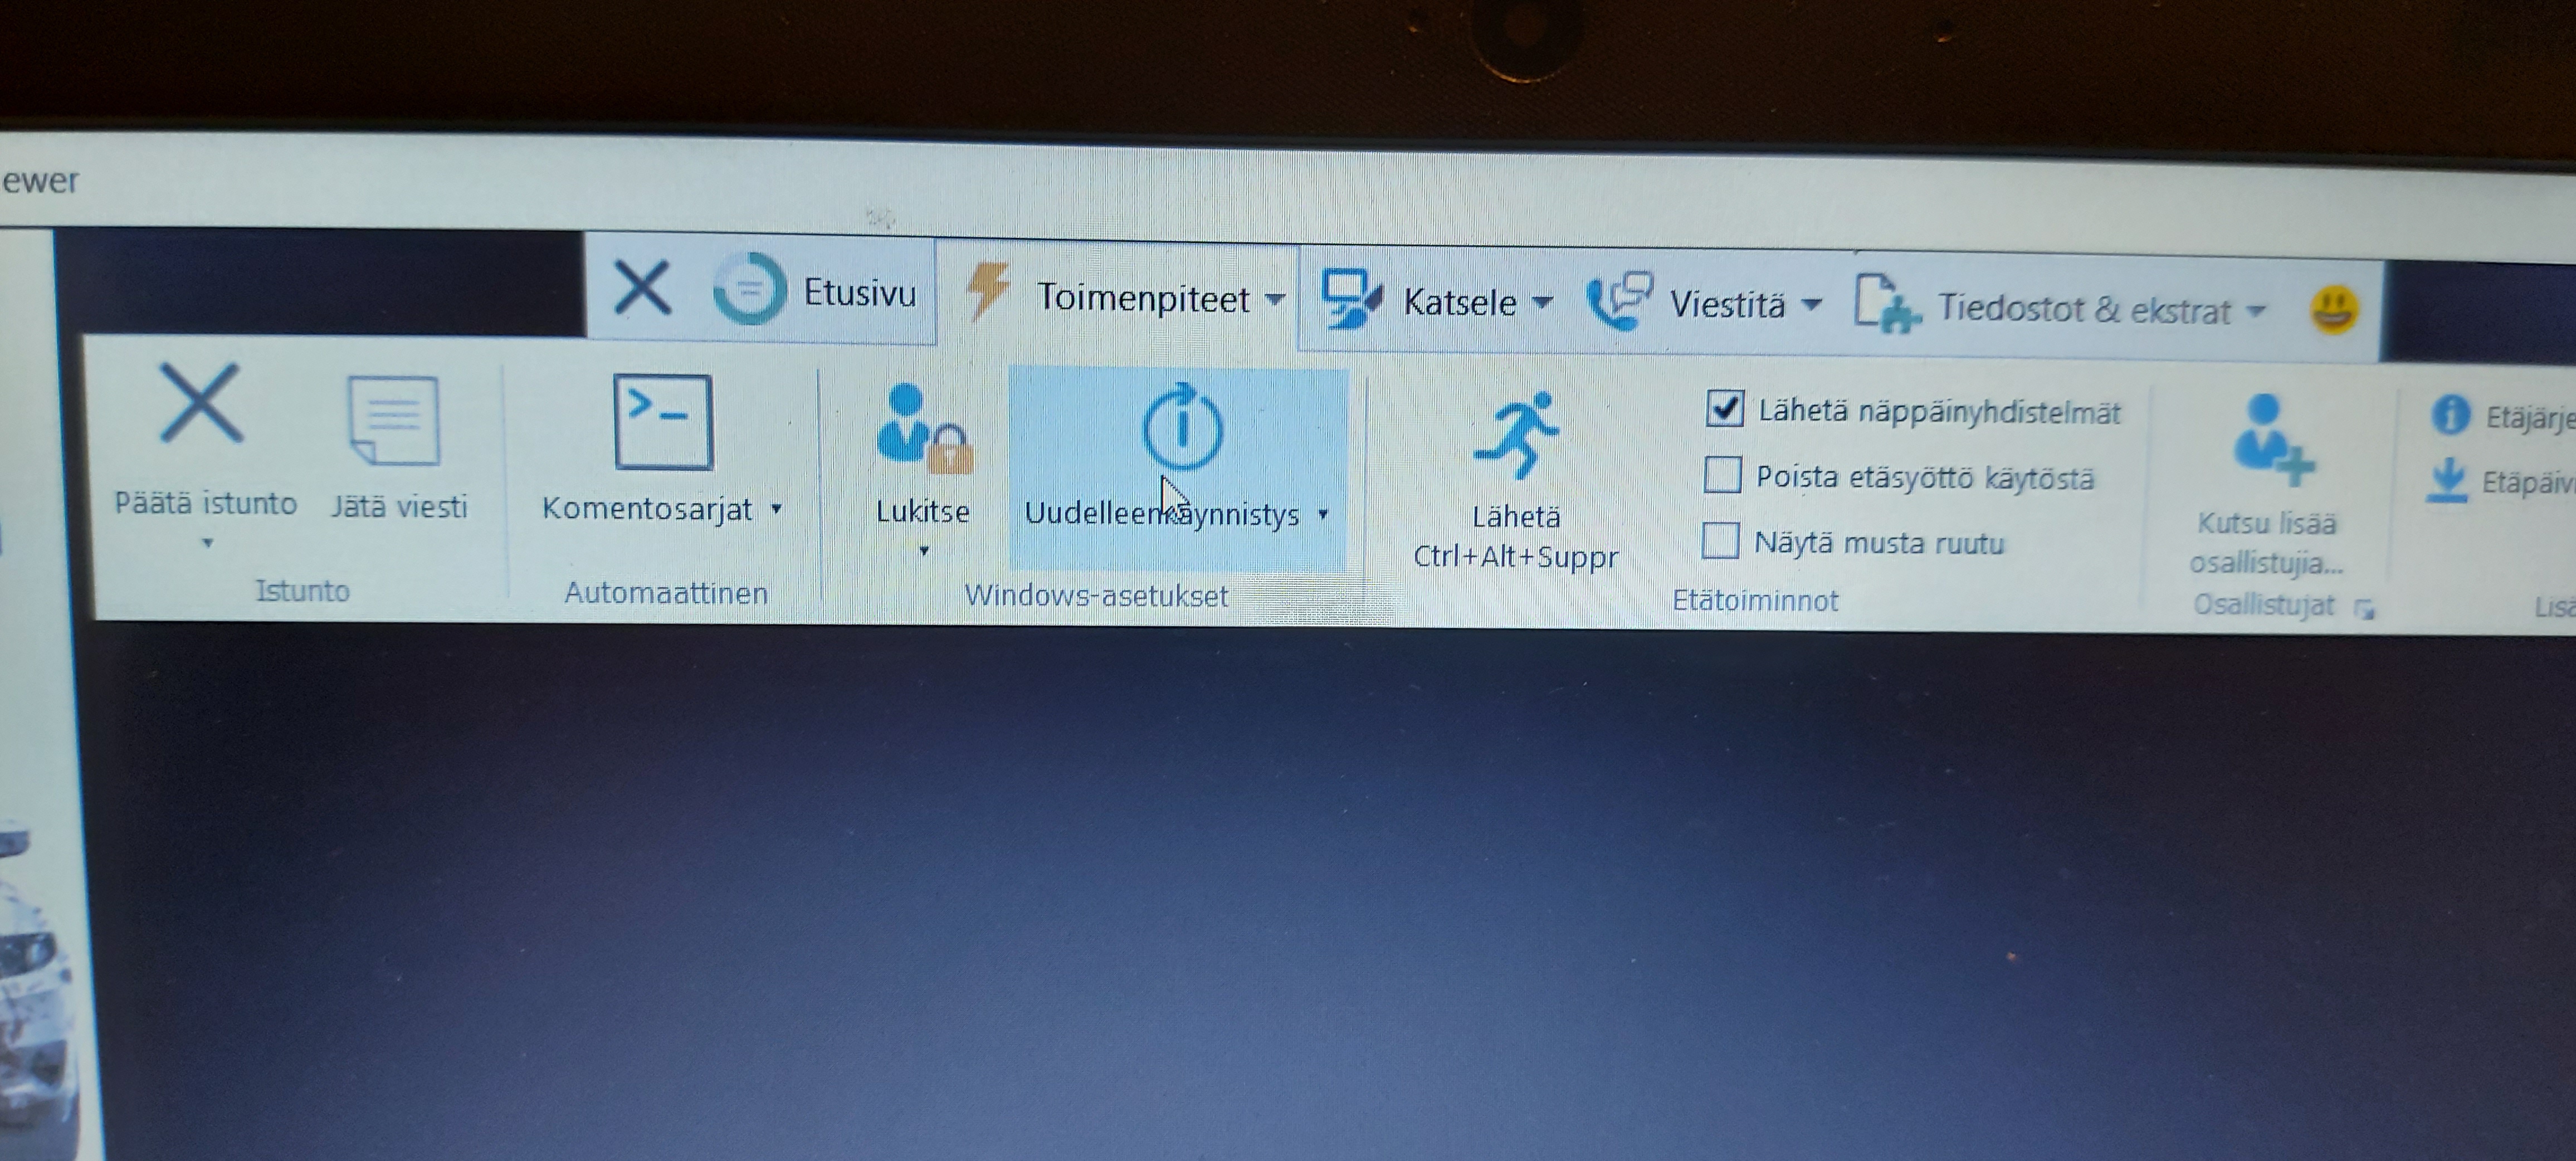 ewer
Etusivu Toimenpiteet Katsele Viestitä Tiedostot & ekstrat
Päätä istunto Jätä viesti Komentosarjat Lukitse Uudelleenkäynnistys Lähetä
Ctrl+Alt+Suppr
Lähetä näppäinyhdistelmät
Poista etäsyöttö käytöstä
Näytä musta ruutu
Kutsu lisää
osallistujia...
Etäjärje
Etäpäiv
Istunto Automaattinen Windows-asetukset Etätoiminnot Osallistujat Lisä